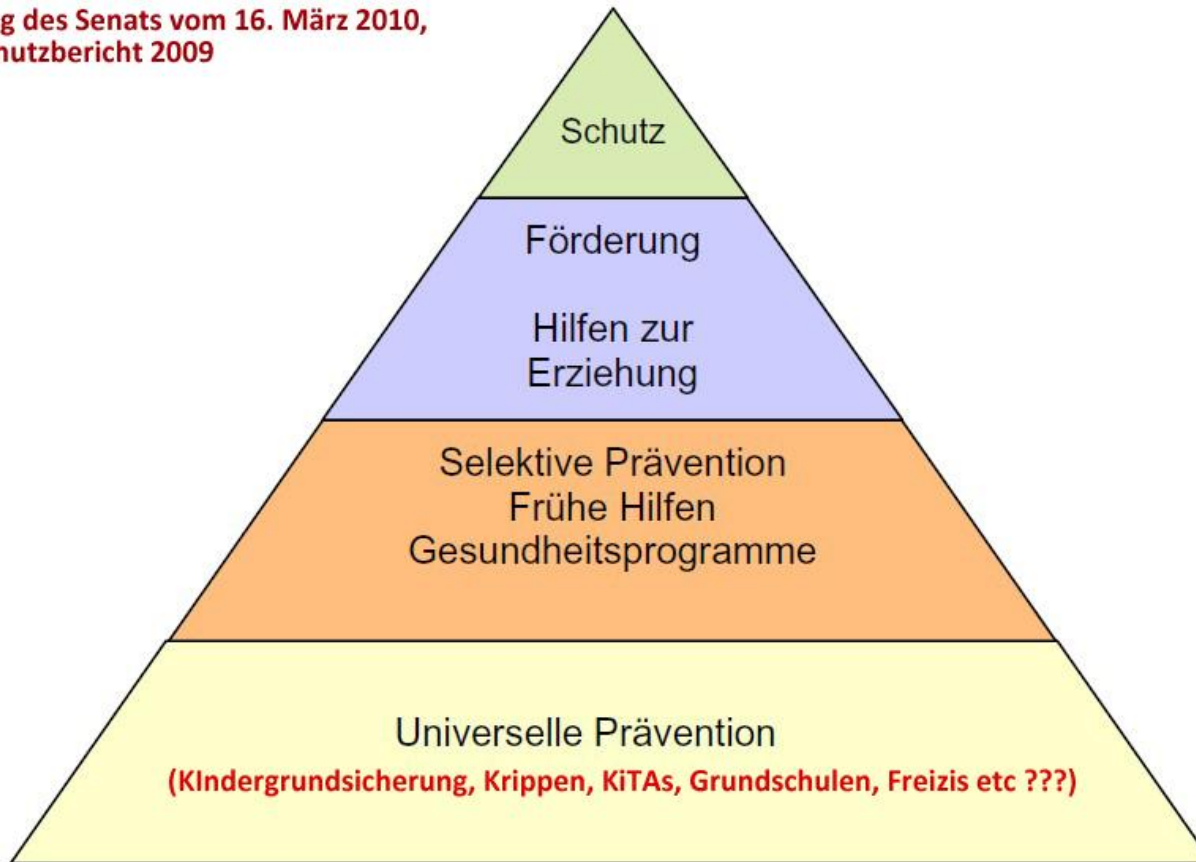 g des Senats vom 16. März 2010,
hutzbericht 2009
Schutz
Förderung
Hilfen zur
Erziehung
Selektive Prävention
Frühe Hilfen
Gesundheitsprogramme
Universelle Prävention
(KIndergrundsicherung, Krippen, KiTAs, Grundschulen, Freizis etc ???)